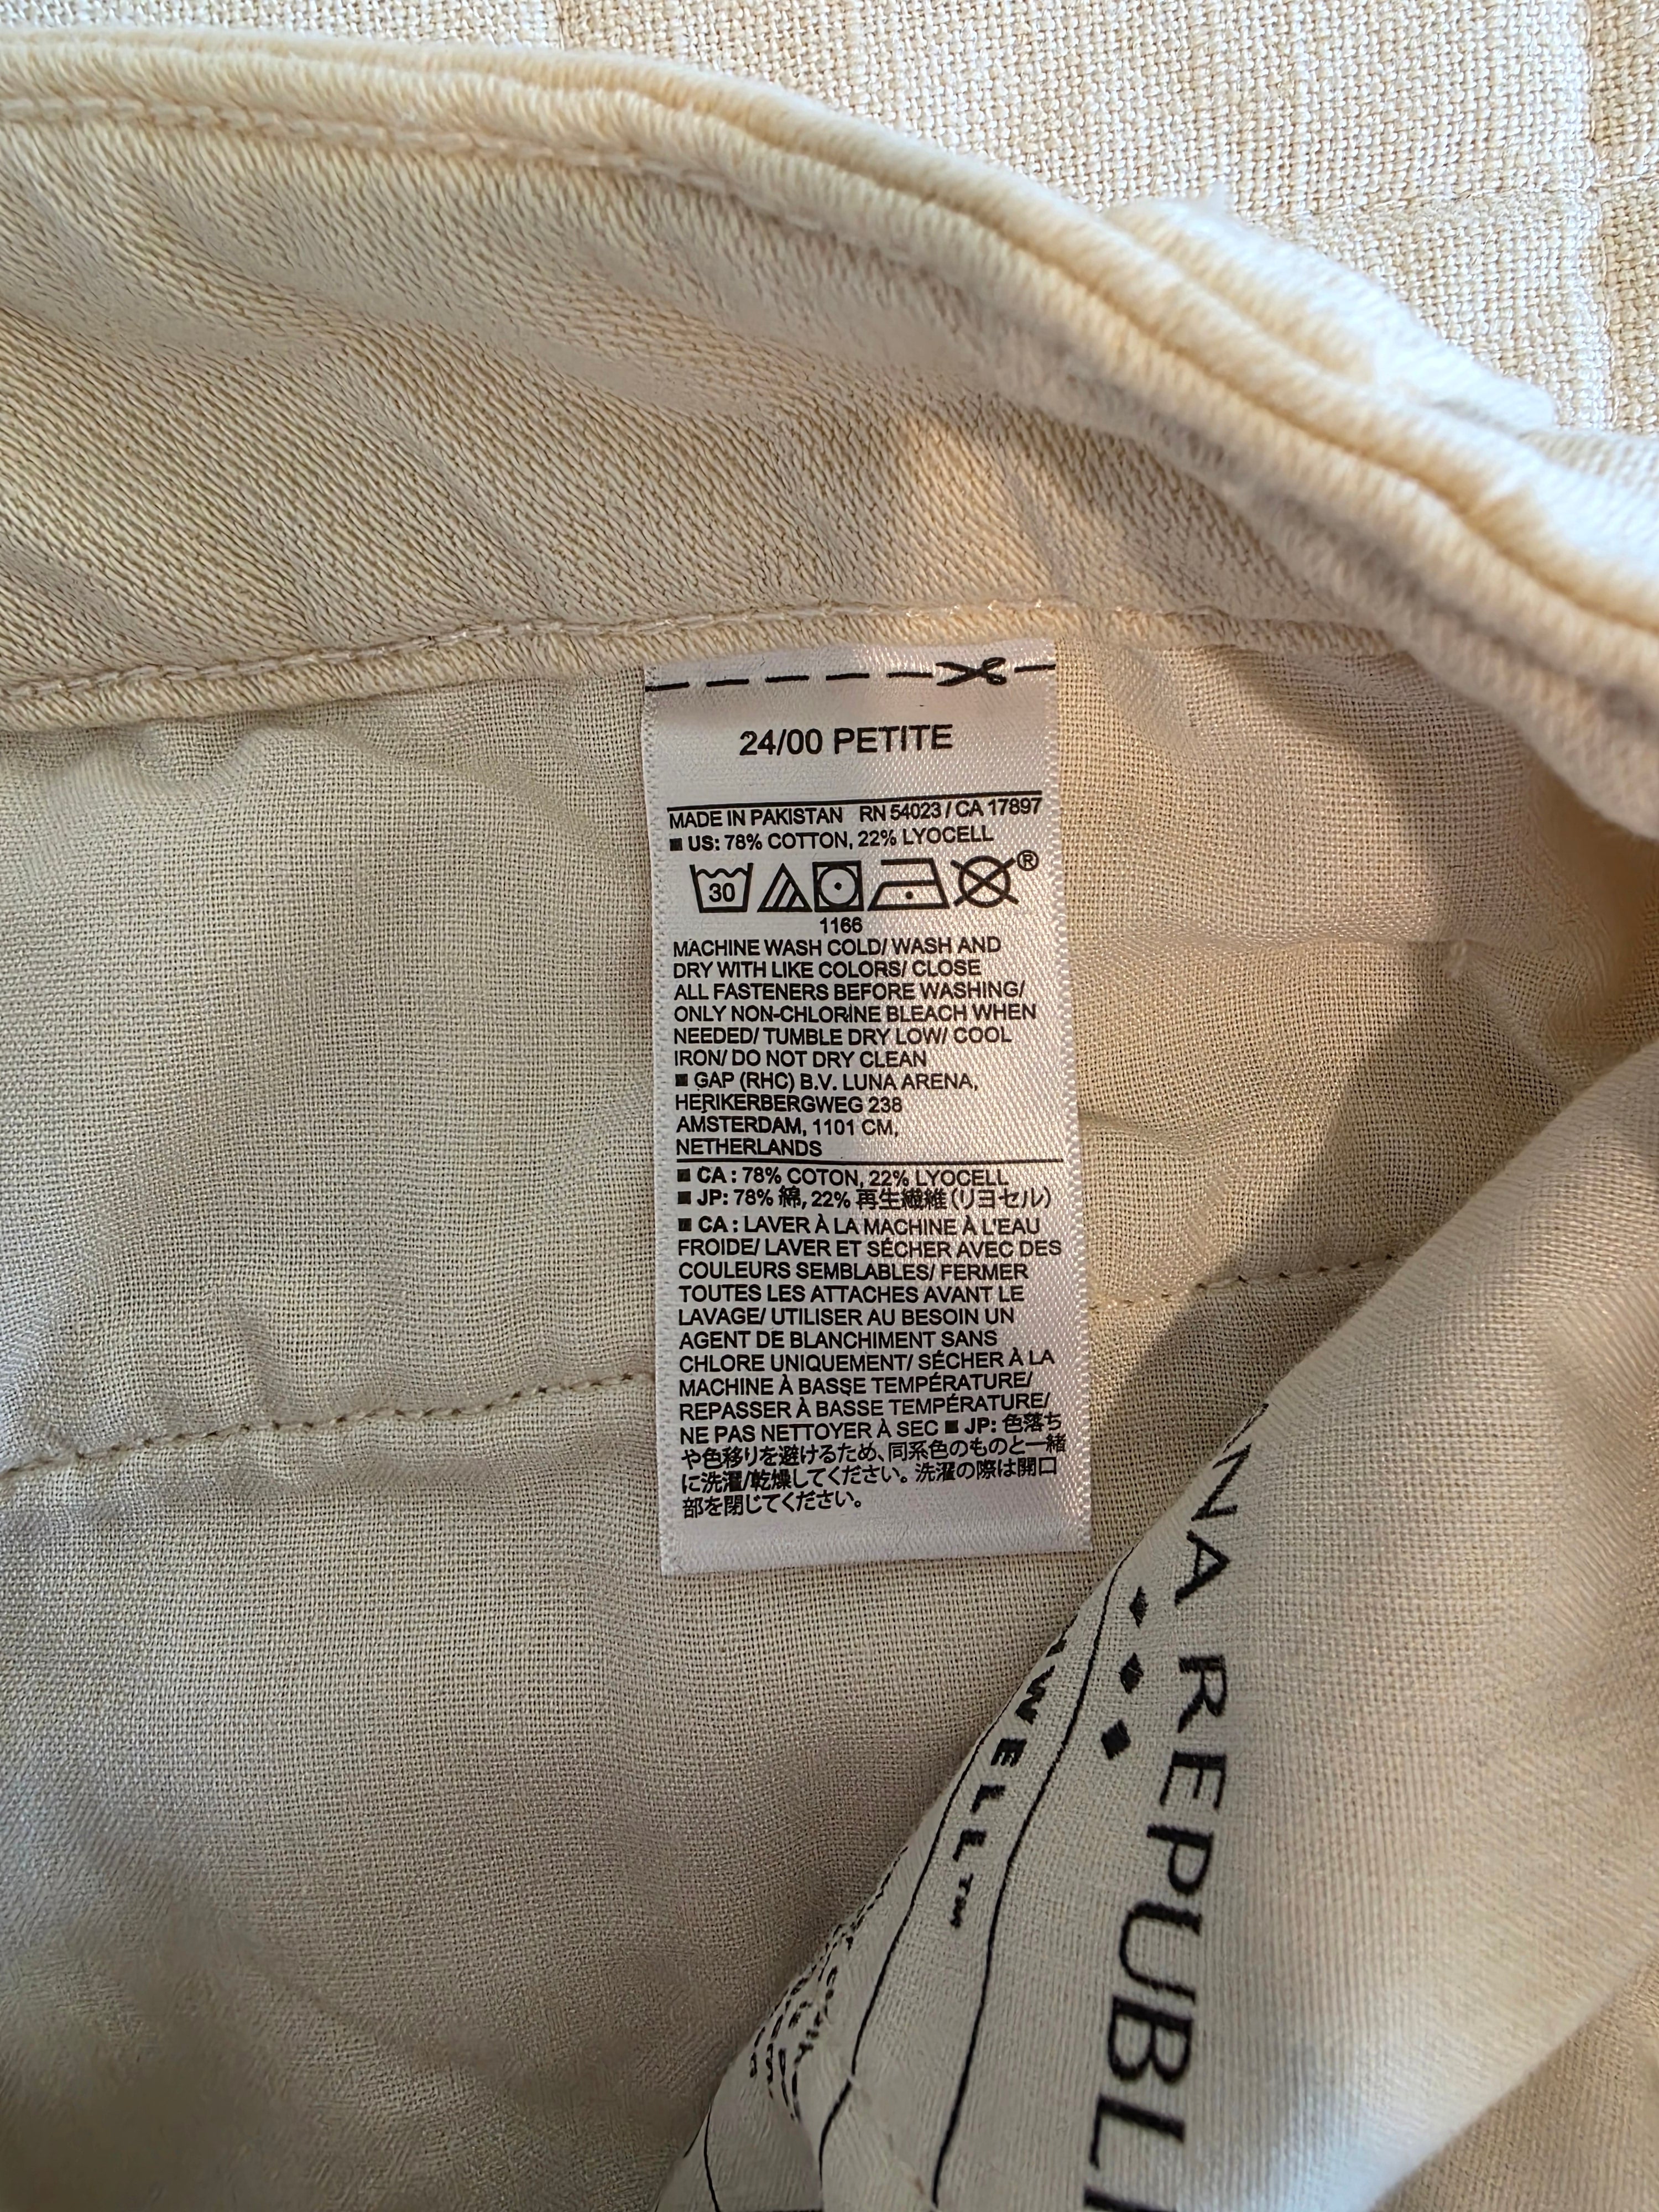 24/00 PETITE
MADE IN PAKISTAN RN 54023 / CA 17897
■ US: 78% COTTON, 22% LYOCELL
30
®
1166
MACHINE WASH COLD/ WASH AND
DRY WITH LIKE COLORS/ CLOSE
ALL FASTENERS BEFORE WASHING/
ONLY NON-CHLORINE BLEACH WHEN
NEEDED/ TUMBLE DRY LOW/ COOL
IRON/ DO NOT DRY CLEAN
■ GAP (RHC) B.V. LUNA ARENA,
HERIKERBERGWEG 238
AMSTERDAM, 1101 CM,
NETHERLANDS
■ CA : 78% COTON, 22% LYOCELL
■ JP: 78% 綿, 22% 再生繊維(リヨセル)
■ CA : LAVER À LA MACHINE À L'EAU
FROIDE/ LAVER ET SÉCHER AVEC DES
COULEURS SEMBLABLES/ FERMER
TOUTES LES ATTACHES AVANT LE
LAVAGE/ UTILISER AU BESOIN UN
AGENT DE BLANCHIMENT SANS
CHLORE UNIQUEMENT/ SÉCHER À LA
MACHINE À BASSE TEMPÉRATURE/
REPASSER À BASSE TEMPÉRATURE/
NE PAS NETTOYER À SEC ■ JP: 色落ち
や色移りを避けるため、同系色のものと一緒
に洗濯/乾燥してください。洗濯の際は開口
部を閉じてください。
NA REPUBLI
WELL™